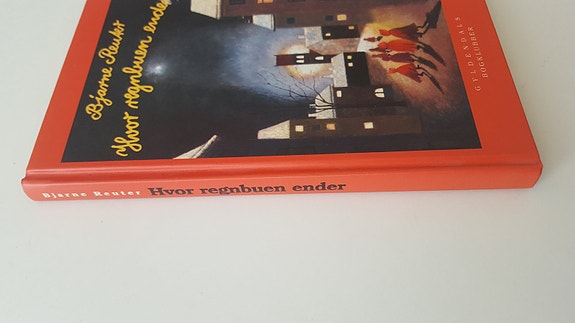 Bjarne Reuter
Hvor regnbuen ender
GYLDENDALS
BOGKLUBBER
Bjarne Reuter Hvor regnbuen ender